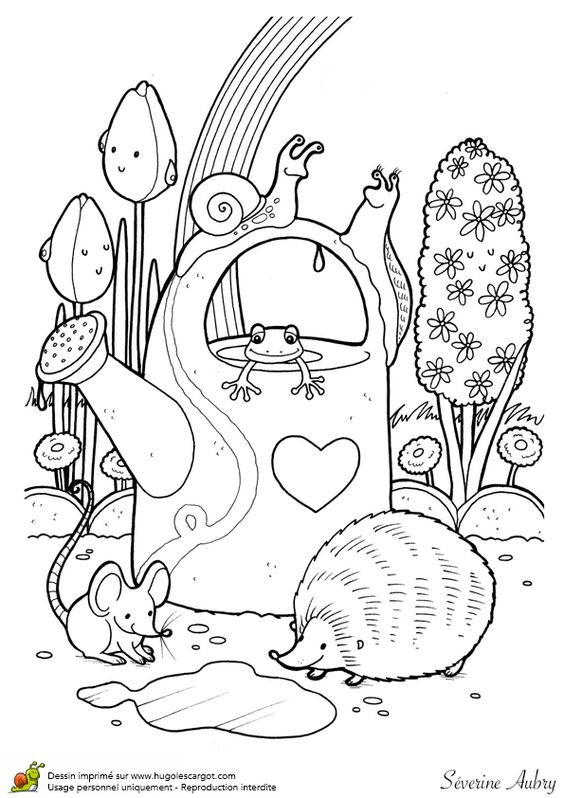 Dessin imprimé sur www.hugolescargot.com
Usage personnel uniquement - Reproduction interdite
Séverine Aubry